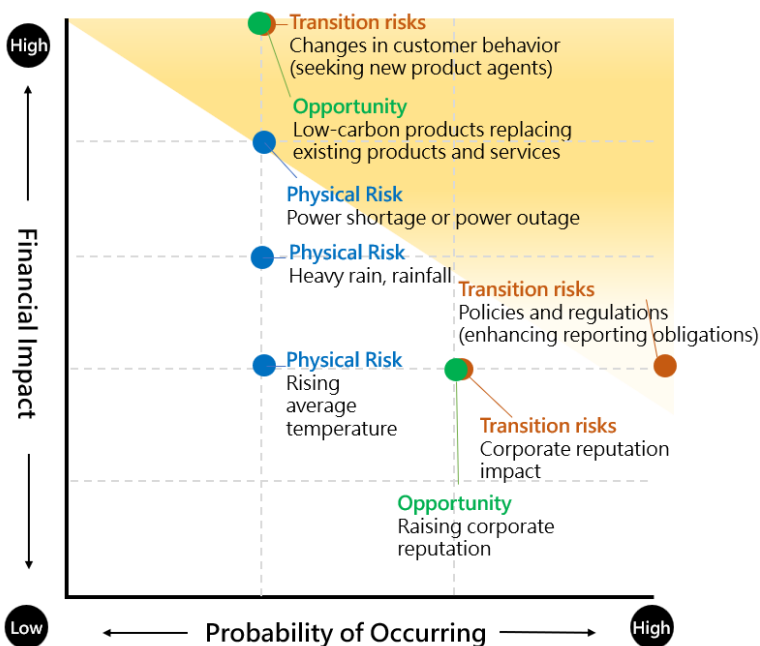 High
Transition risks
Changes in customer behavior
(seeking new product agents)
Opportunity
Low-carbon products replacing
existing products and services
Physical Risk
Power shortage or power outage
Physical Risk
Heavy rain, rainfall
Transition risks
Policies and regulations
(enhancing reporting obligations)
Physical Risk
Rising
average
temperature
Transition risks
Corporate reputation
impact
Opportunity
Raising corporate
reputation
Financial Impact
Low
Probability of Occurring
High